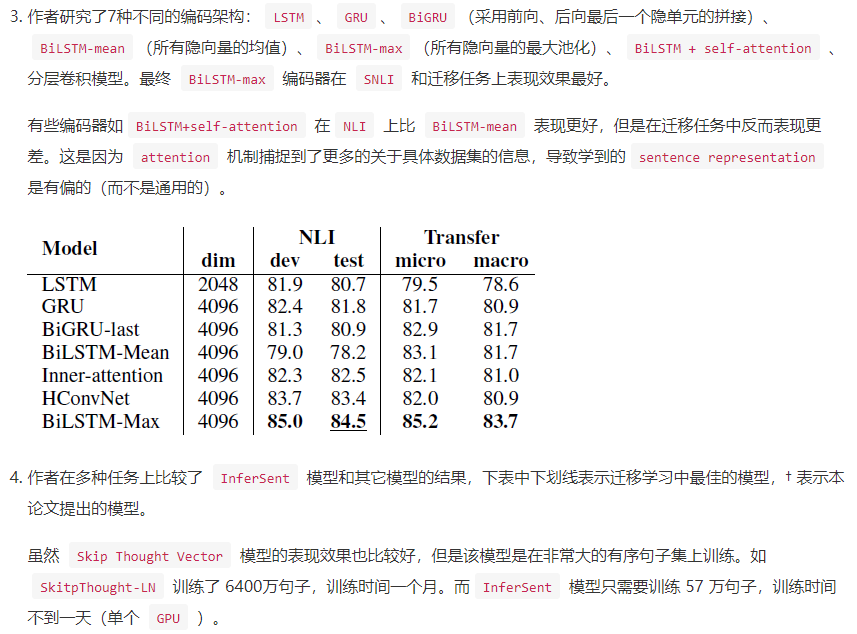 3. 作者研究了7种不同的编码架构： LSTM 、 GRU 、 BiGRU （采用前向、后向最后一个隐单元的拼接）、
BiLSTM-mean （所有隐向量的均值）、 BiLSTM-max （所有隐向量的最大池化）、 BiLSTM + self-attention 、
分层卷积模型。最终 BiLSTM-max 编码器在 SNLI 和迁移任务上表现效果最好。
有些编码器如 BiLSTM+self-attention 在 NLI 上比 BiLSTM-mean 表现更好，但是在迁移任务中反而表现更
差。这是因为 attention 机制捕捉到了更多的关于具体数据集的信息，导致学到的 sentence representation
是有偏的（而不是通用的）。
Model dim NLI dev test Transfer micro macro
LSTM 2048 81.9 80.7 79.5 78.6
GRU 4096 82.4 81.8 81.7 80.9
BiGRU-last 4096 81.3 80.9 82.9 81.7
BiLSTM-Mean 4096 79.0 78.2 83.1 81.7
Inner-attention 4096 82.3 82.5 82.1 81.0
HConvNet 4096 83.7 83.4 82.0 80.9
BiLSTM-Max 4096 85.0 84.5 85.2 83.7
4. 作者在多种任务上比较了 InferSent 模型和其它模型的结果，下表中下划线表示迁移学习中最佳的模型，† 表示本
论文提出的模型。
虽然 Skip Thought Vector 模型的表现效果也比较好，但是该模型是在非常大的有序句子集上训练。如
SkitpThought-LN 训练了 6400万句子，训练时间一个月。而 InferSent 模型只需要训练 57 万句子，训练时间
不到一天（单个 GPU ）。